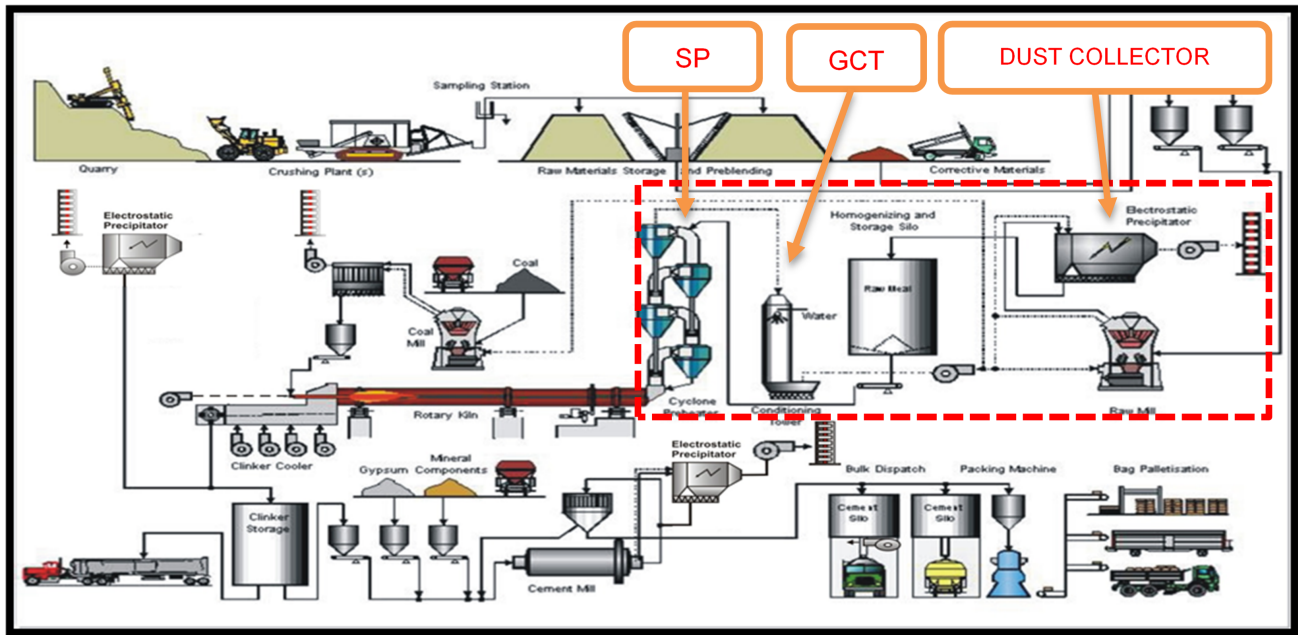 SP
GCT
DUST COLLECTOR
Sampling Station
Quarry
Crushing Plant (s)
Raw Materials Storage and Preblending
Corrective Materials
Electrostatic
Precipitator
Coal
Coal
Mill
Homogenizing and
Storage Silo
Electrostatic
Precipitator
Raw Meal
Water
Rotary Kiln
Cyclone
Preheaters
Conditioning
Tower
Raw Mill
Clinker Cooler
Gypsum
Mineral
Components
Electrostatic
Precipitator
Bulk Dispatch
Packing Machine
Bag Palletisation
Clinker
Storage
Cement
Silo
Cement
Silo
Cement Mill